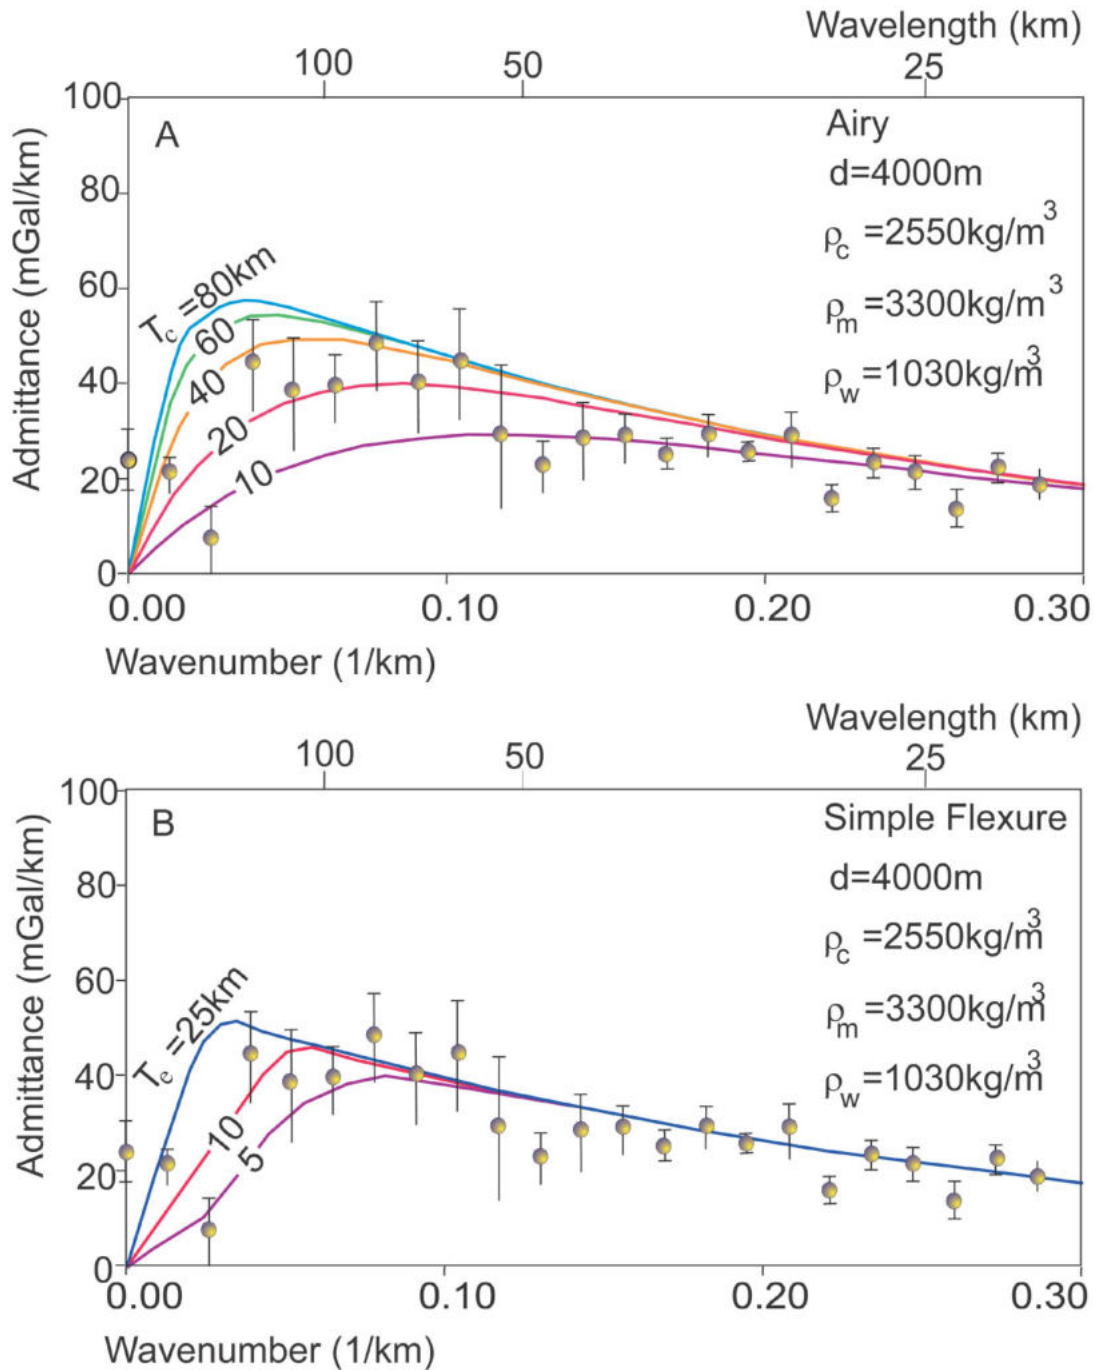 Wavelength (km)
100 50 25
100
80
60
40
20
0
Admittance (mGal/km)
A
Airy
d=4000m
ρc =2550kg/m³
ρm =3300kg/m³
ρw =1030kg/m³
Tc =80km
60
40
20
10
0.00 0.10 0.20 0.30
Wavenumber (1/km)
Wavelength (km)
100 50 25
100
80
60
40
20
0
Admittance (mGal/km)
B
Simple Flexure
d=4000m
ρc =2550kg/m³
ρm =3300kg/m³
ρw =1030kg/m³
Te =25km
10
5
0.00 0.10 0.20 0.30
Wavenumber (1/km)